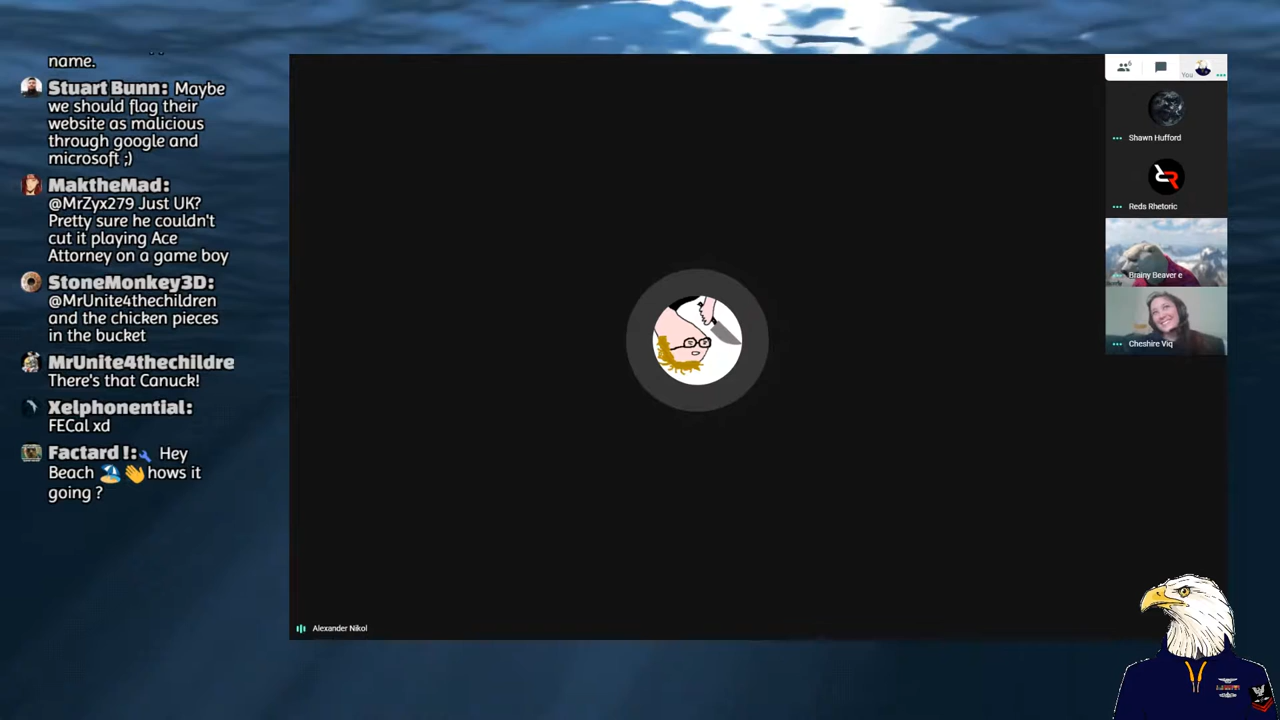 name.
Stuart Bunn: Maybe
we should flag their
website as malicious
through google and
microsoft ;)
MaktheMad:
@MrZyx279 Just UK?
Pretty sure he couldn't
cut it playing Ace
Attorney on a game boy
StoneMonkey3D:
@MrUnite4thechildren
and the chicken pieces
in the bucket
MrUnite4thechildre
There's that Canuck!
Xelphonential:
FECal xd
Factard !: Hey
Beach 🏖️👋hows it
going ?
6
You
Shawn Hufford
Reds Rhetoric
Brainy Beaver e
Cheshire Viq
Alexander Nikol